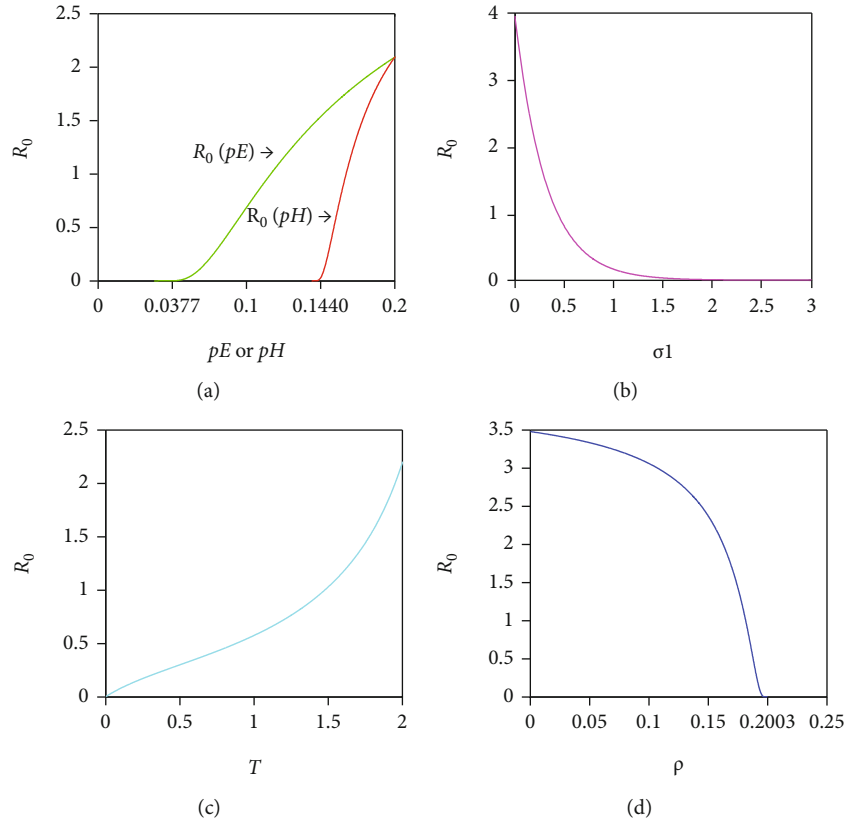 2.5
2
1.5
1
0.5
0
R0
R0 (pE) →
R0 (pH) →
0 0.0377 0.1 0.1440 0.2
pE or pH
(a)
4
3
2
1
0
R0
0 0.5 1 1.5 2 2.5 3
σ1
(b)
2.5
2
1.5
1
0.5
0
R0
0 0.5 1 1.5 2
T
(c)
3.5
3
2.5
2
1.5
1
0.5
0
R0
0 0.05 0.1 0.15 0.2003 0.25
ρ
(d)